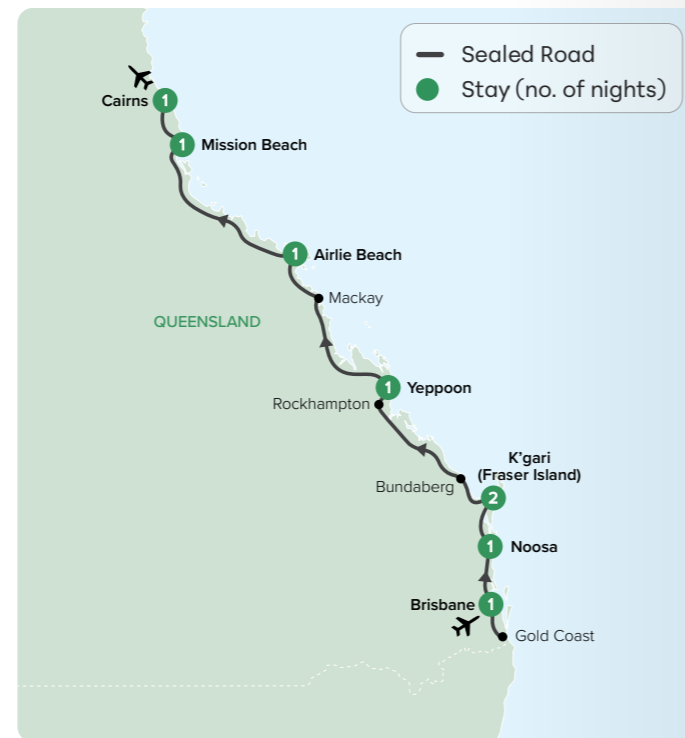 Sealed Road
Stay (no. of nights)
Cairns
1
1
Mission Beach
1
Airlie Beach
Mackay
QUEENSLAND
1
Yeppoon
Rockhampton
K'gari
(Fraser Island)
Bundaberg
2
1
Noosa
Brisbane
1
Gold Coast